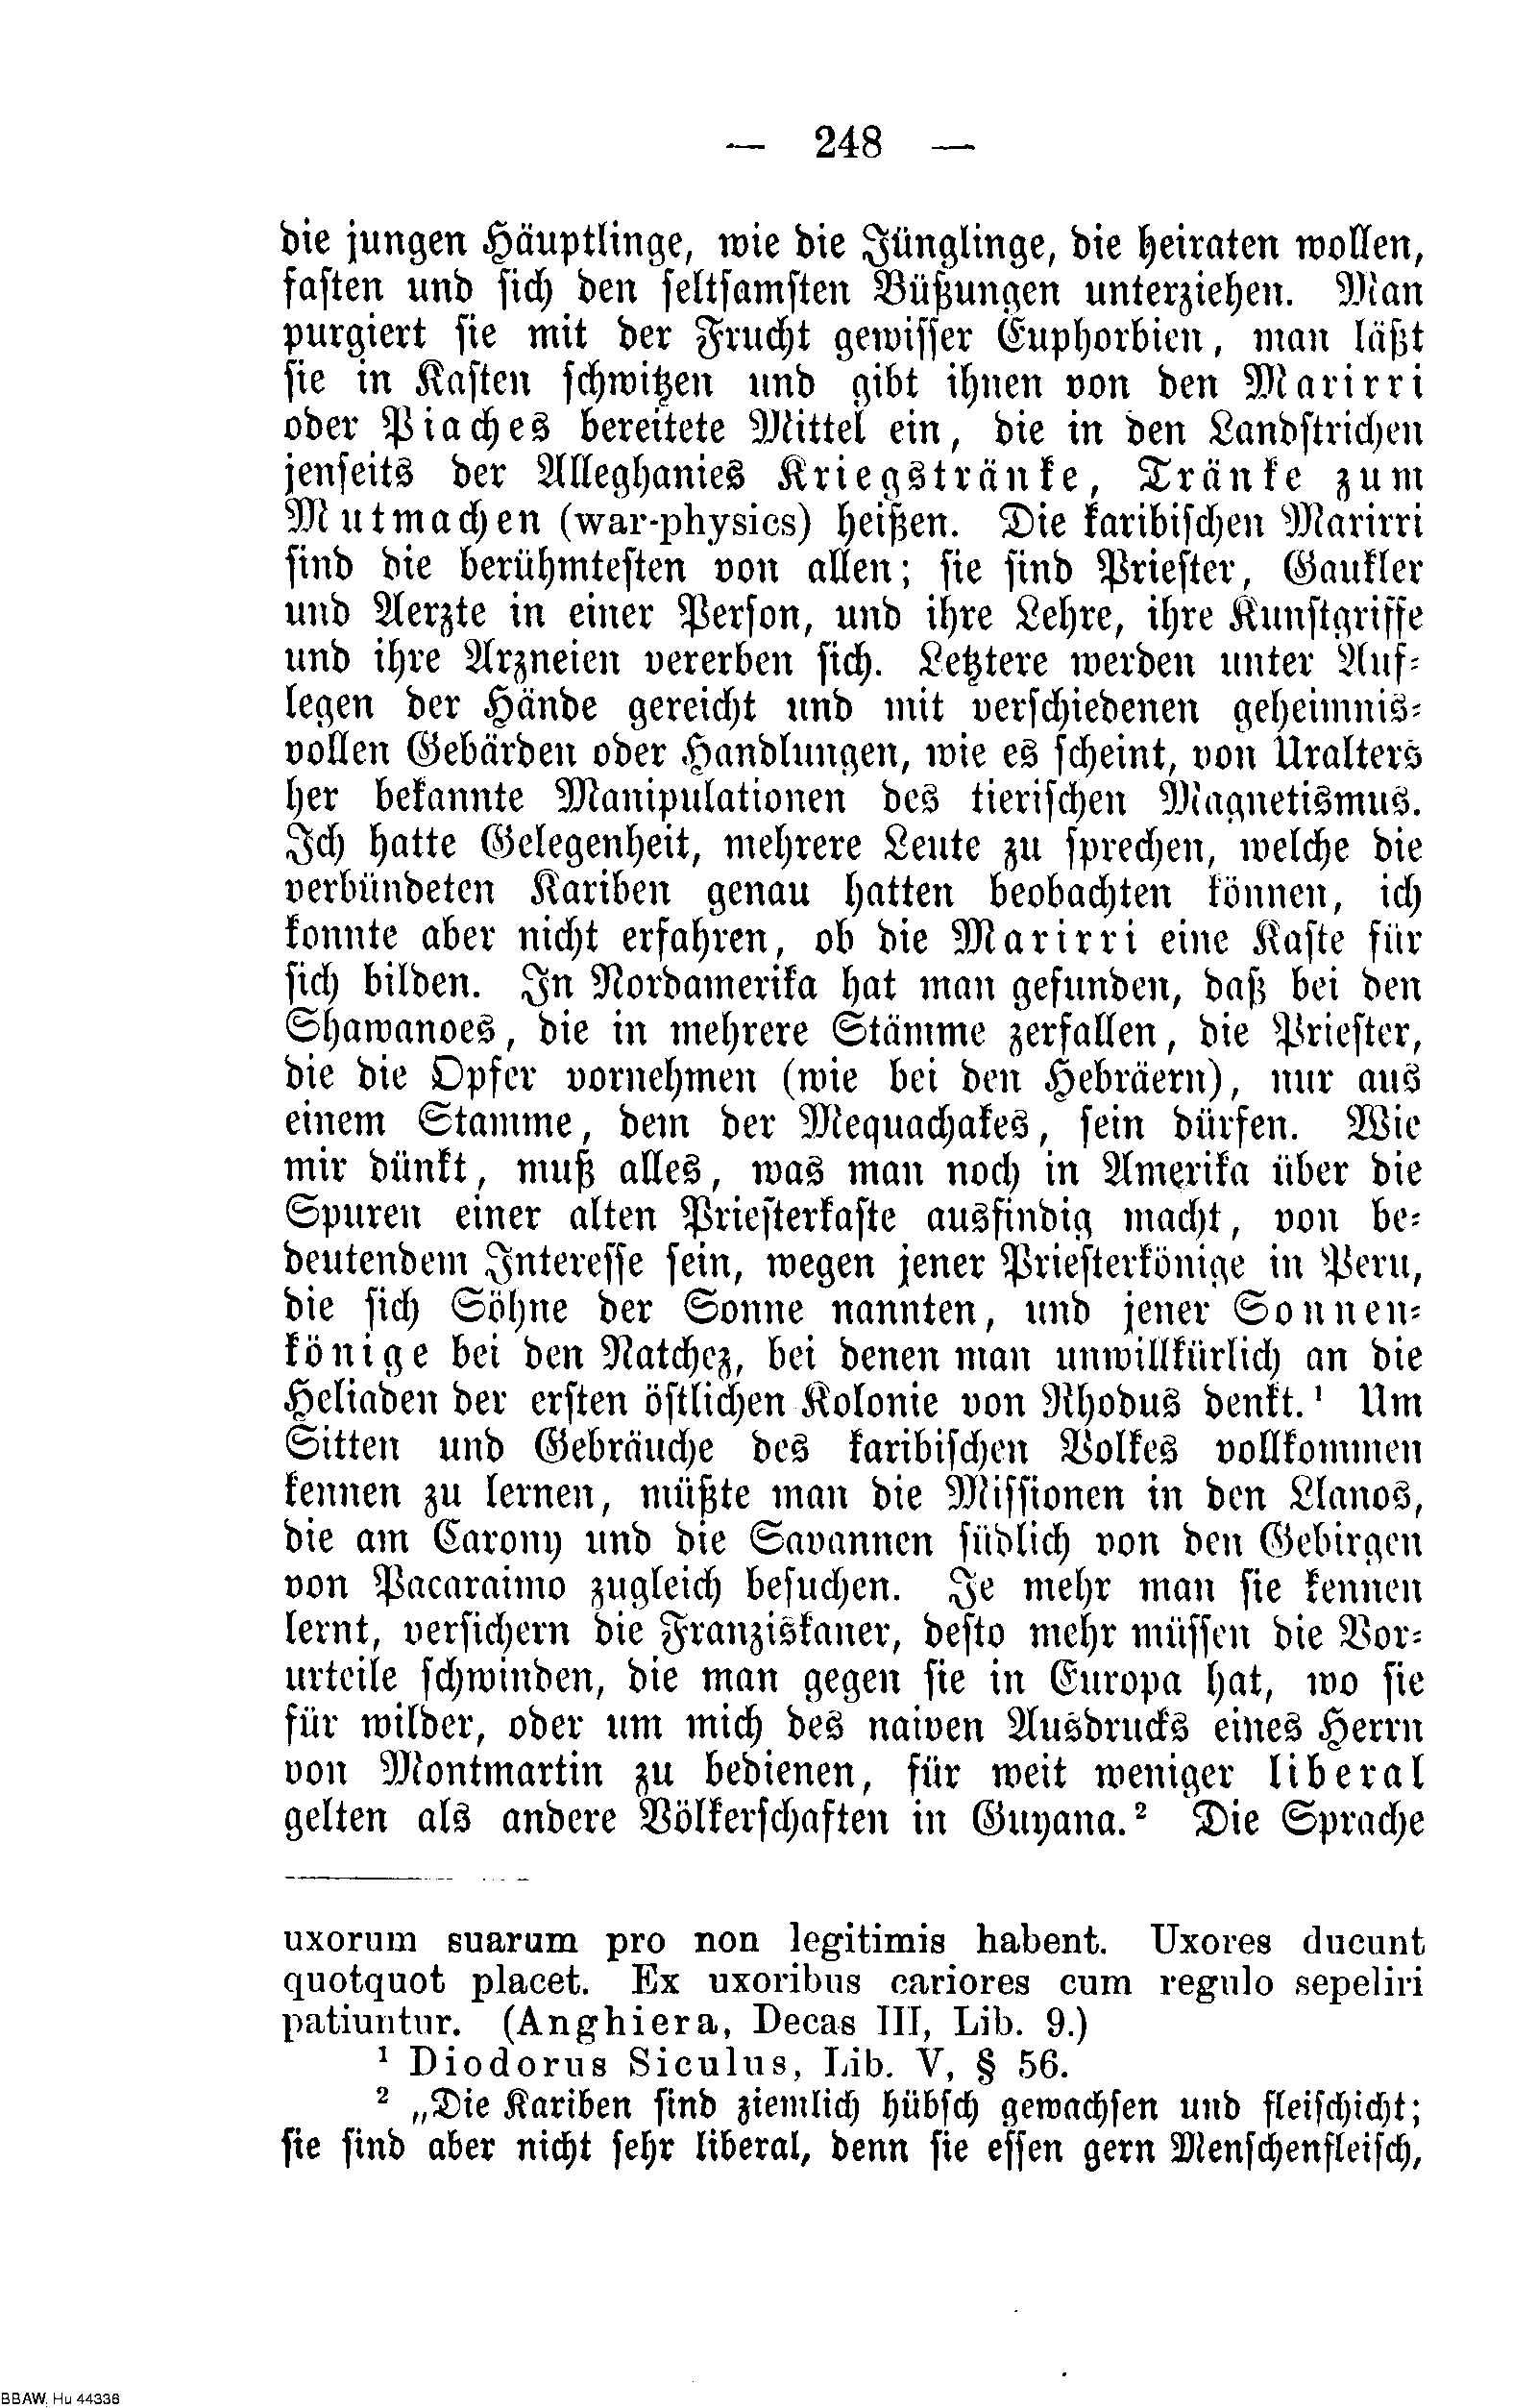 — 248 —
die jungen Häuptlinge, wie die Jünglinge, die heiraten wollen,
faſten und ſich den ſeltſamſten Büßungen unterziehen. Man
purgiert ſie mit der Frucht gewiſſer Euphorbien, man läßt
ſie in Kaſten ſchwitzen und gibt ihnen von den Marirri
oder Piaches bereitete Mittel ein, die in den Landſtrichen
jenſeits der Alleghanies Kriegstränke, Tränke zum
Mutmachen (war-physics) heißen. Die karibiſchen Marirri
ſind die berühmteſten von allen; ſie ſind Prieſter, Gaukler
und Aerzte in einer Perſon, und ihre Lehre, ihre Kunſtgriffe
und ihre Arzneien vererben ſich. Letztere werden unter Auf-
legen der Hände gereicht und mit verſchiedenen geheimnis-
vollen Gebärden oder Handlungen, wie es ſcheint, von Uralters
her bekannte Manipulationen des tieriſchen Magnetismus.
Ich hatte Gelegenheit, mehrere Leute zu ſprechen, welche die
verbündeten Kariben genau hatten beobachten können, ich
konnte aber nicht erfahren, ob die Marirri eine Kaſte für
ſich bilden. In Nordamerika hat man gefunden, daß bei den
Shawanoes, die in mehrere Stämme zerfallen, die Prieſter,
die die Opfer vornehmen (wie bei den Hebräern), nur aus
einem Stamme, dem der Mequachakes, ſein dürfen. Wie
mir dünkt, muß alles, was man noch in Amerika über die
Spuren einer alten Prieſterkaſte ausfindig macht, von be-
deutendem Intereſſe ſein, wegen jener Prieſterkönige in Peru,
die ſich Söhne der Sonne nannten, und jener Sonnen-
könige bei den Natchez, bei denen man unwillkürlich an die
Heliaden der erſten öſtlichen Kolonie von Rhodus denkt.¹ Um
Sitten und Gebräuche des karibiſchen Volkes vollkommen
kennen zu lernen, müßte man die Miſſionen in den Llanos,
die am Carony und die Savannen ſüdlich von den Gebirgen
von Pacaraimo zugleich beſuchen. Je mehr man ſie kennen
lernt, verſichern die Franziskaner, deſto mehr müſſen die Vor-
urteile ſchwinden, die man gegen ſie in Europa hat, wo ſie
für wilder, oder um mich des naiven Ausdrucks eines Herrn
von Montmartin zu bedienen, für weit weniger liberal
gelten als andere Völkerſchaften in Guyana.² Die Sprache
uxorum suarum pro non legitimis habent. Uxores ducunt
quotquot placet. Ex uxoribus cariores cum regulo sepeliri
patiuntur. (Anghiera, Decas III, Lib. 9.)
¹ Diodorus Siculus, Lib. V, § 56.
² „Die Kariben ſind ziemlich hübſch gewachſen und fleiſchicht;
ſie ſind aber nicht ſehr liberal, denn ſie eſſen gern Menſchenfleiſch,
BBAW, Hu 44336